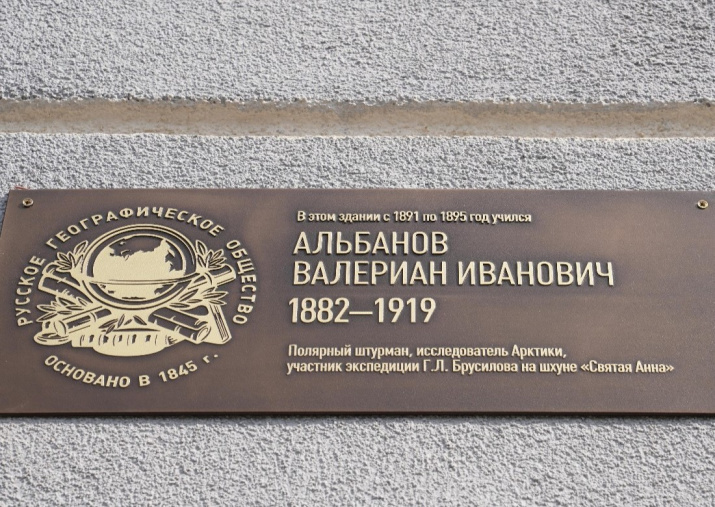 РУССКОЕ ГЕОГРАФИЧЕСКОЕ ОБЩЕСТВО
ОСНОВАНО В 1845 г.
В этом здании с 1891 по 1895 год учился
АЛЬБАНОВ
ВАЛЕРИАН ИВАНОВИЧ
1882—1919
Полярный штурман, исследователь Арктики,
участник экспедиции Г.Л. Брусилова на шхуне «Святая Анна»